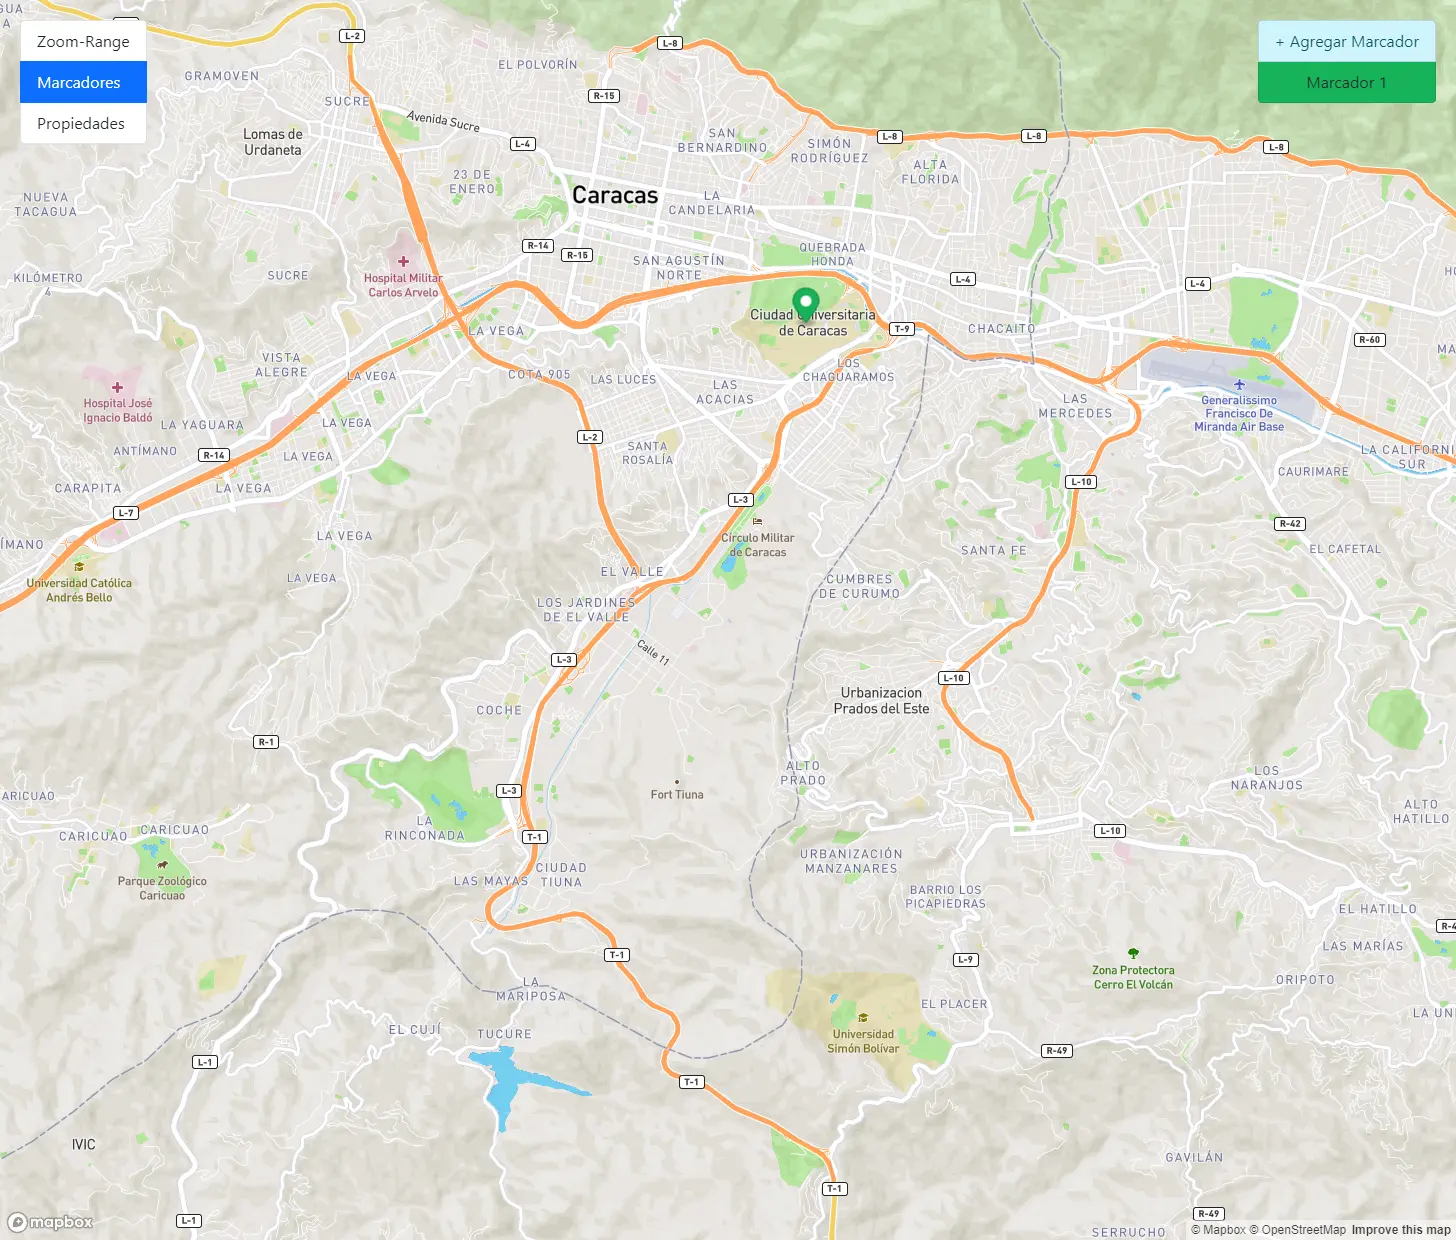 Zoom-Range
Marcadores
Propiedades
+ Agregar Marcador
Marcador 1
L-2
L-8
EL POLVORÍN
GRAMOVEN
R-15
SUCRE
Avenida Sucre
Lomas de
Urdaneta
L-4
SAN
BERNARDINO
SIMÓN
RODRÍGUEZ
L-8
L-8
L-8
ALTA
FLORIDA
23 DE
ENERO
Caracas
LA
CANDELARIA
NUEVA
TACAGUA
R-14
R-15
SAN AGUSTÍN
NORTE
QUEBRADA
HONDA
KILÓMETRO
4
SUCRE
Hospital Militar
Carlos Arvelo
L-4
L-4
Ciudad Universitaria
de Caracas
T-9
CHACAITO
R-60
LA VEGA
VISTA
ALEGRE
LA VEGA
COTA 905
LAS LUCES
LAS
ACACIAS
LOS
CHAGUARAMOS
Hospital José
Ignacio Baldó
LAS
MERCEDES
Generalissimo
Francisco De
Miranda Air Base
LA YAGUARA
LA VEGA
ANTÍMANO
R-14
LA VEGA
L-2
SANTA
ROSALÍA
LA CALIFORNI
SUR
CAURIMARE
CARAPITA
LA VEGA
L-10
L-3
L-7
R-42
ÍMANO
LA VEGA
Círculo Militar
de Caracas
SANTA FE
EL CAFETAL
Universidad Católica
Andrés Bello
LA VEGA
EL VALLE
CUMBRES
DE CURUMO
LOS JARDINES
DE EL VALLE
Calle 11
L-3
L-10
Urbanizacion
Prados del Este
COCHE
R-1
ALTO
PRADO
LOS
NARANJOS
Fort Tiuna
L-3
ARICUAO
ALTO
HATILLO
CARICUAO
CARICUAO
LA
RINCONADA
T-1
L-10
URBANIZACIÓN
MANZANARES
Parque Zoológico
Caricuao
LAS MAYAS
CIUDAD
TIUNA
BARRIO LOS
PICAPIEDRAS
EL HATILLO
R-4
LAS MARÍAS
T-1
L-9
Zona Protectora
Cerro El Volcán
ORIPOTO
LA
MARIPOSA
EL PLACER
LA UN
EL CUJÍ
TUCURE
Universidad
Simón Bolívar
R-49
L-1
T-1
IVIC
GAVILÁN
T-1
L-1
R-49
SERRUCHO
mapbox
© Mapbox © OpenStreetMap Improve this map